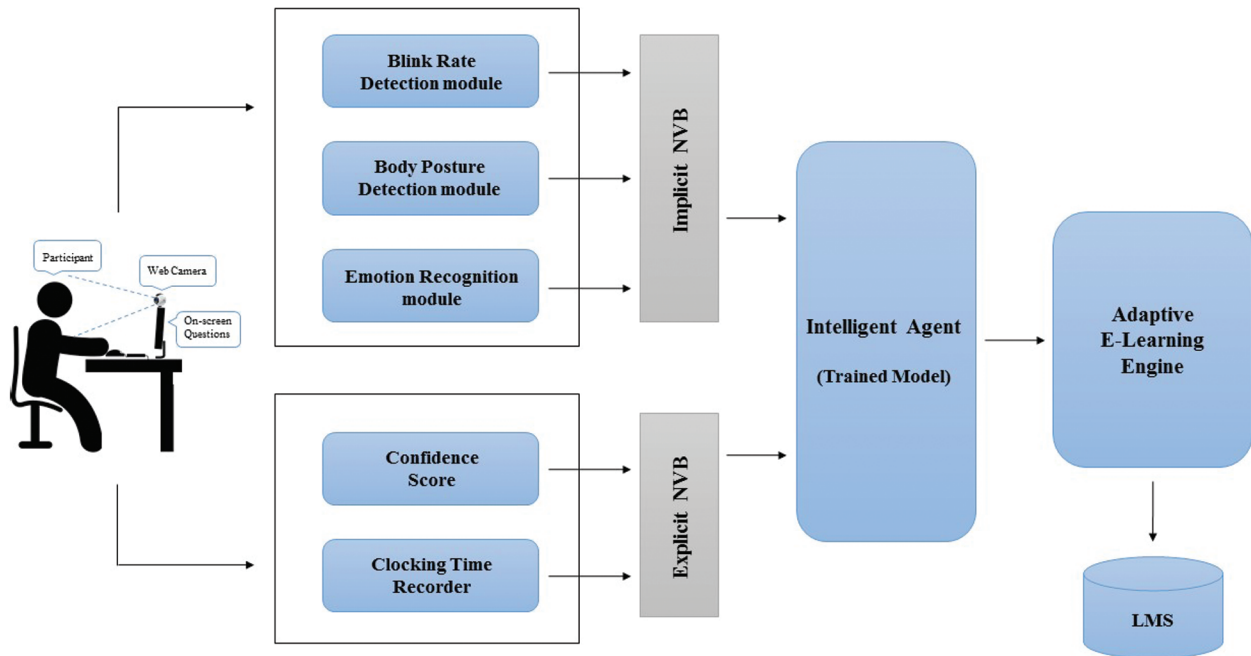 Participant
Web Camera
On-screen
Questions
Blink Rate
Detection module
Body Posture
Detection module
Emotion Recognition
module
Implicit NVB
Confidence
Score
Clocking Time
Recorder
Explicit NVB
Intelligent Agent
(Trained Model)
Adaptive
E-Learning
Engine
LMS